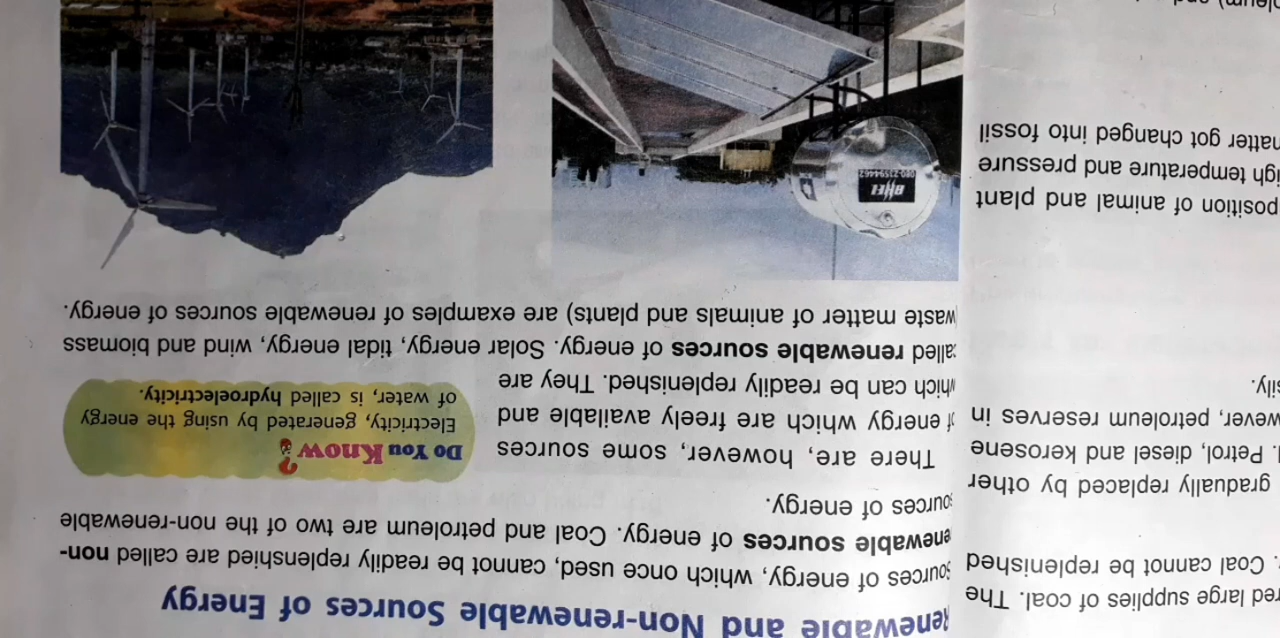 Renewable and Non-renewable Sources of Energy
sources of energy, which once used, cannot be readily replenshied are called non-
enewable sources of energy. Coal and petroleum are two of the non-renewable
sources of energy.
There are, however, some sources
of energy which are freely available and
which can be readily replenished. They are
called renewable sources of energy. Solar energy, tidal energy, wind and biomass
waste matter of animals and plants) are examples of renewable sources of energy.
Do You Know?
Electricity, generated by using the energy
of water, is called hydroelectricity.
BHEL
080-23594462
red large supplies of coal. The
. Coal cannot be replenished
gradually replaced by other
. Petrol, diesel and kerosene
wever, petroleum reserves in
sily.
position of animal and plant
igh temperature and pressure
matter got changed into fossil